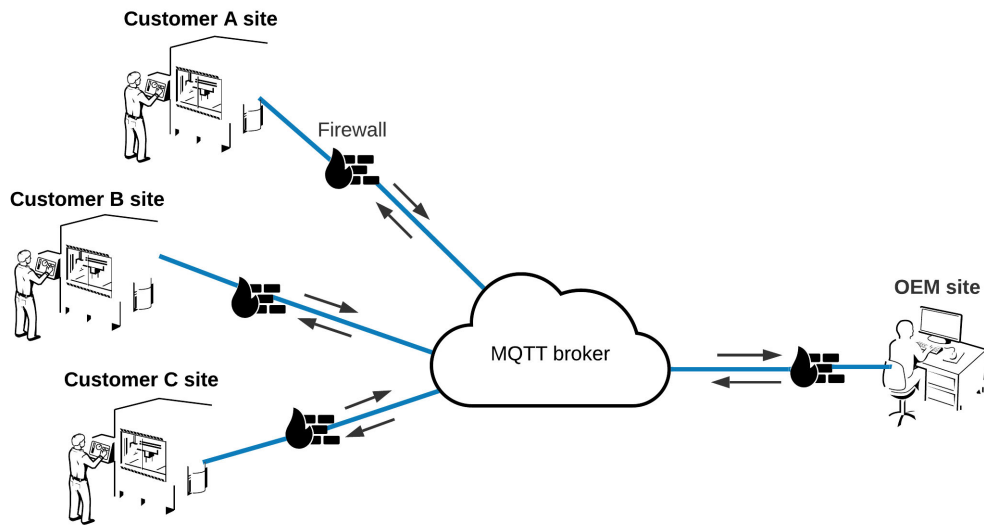 Customer A site
Firewall
Customer B site
OEM site
MQTT broker
Customer C site